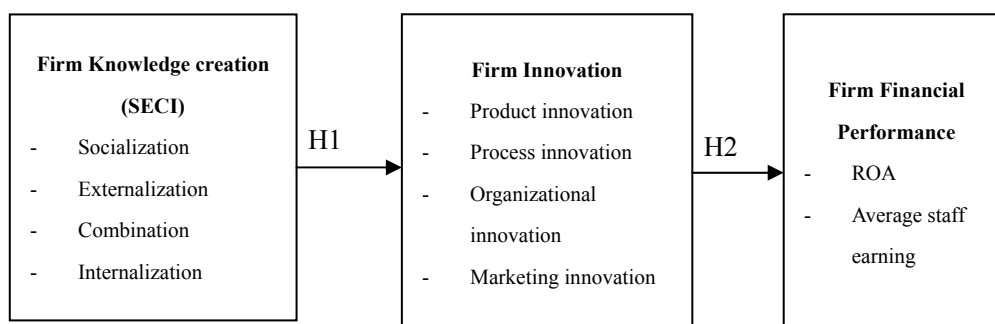 Firm Knowledge creation
(SECI)
- Socialization
- Externalization
- Combination
- Internalization
H1
Firm Innovation
- Product innovation
- Process innovation
- Organizational
innovation
- Marketing innovation
H2
Firm Financial
Performance
- ROA
- Average staff
earning